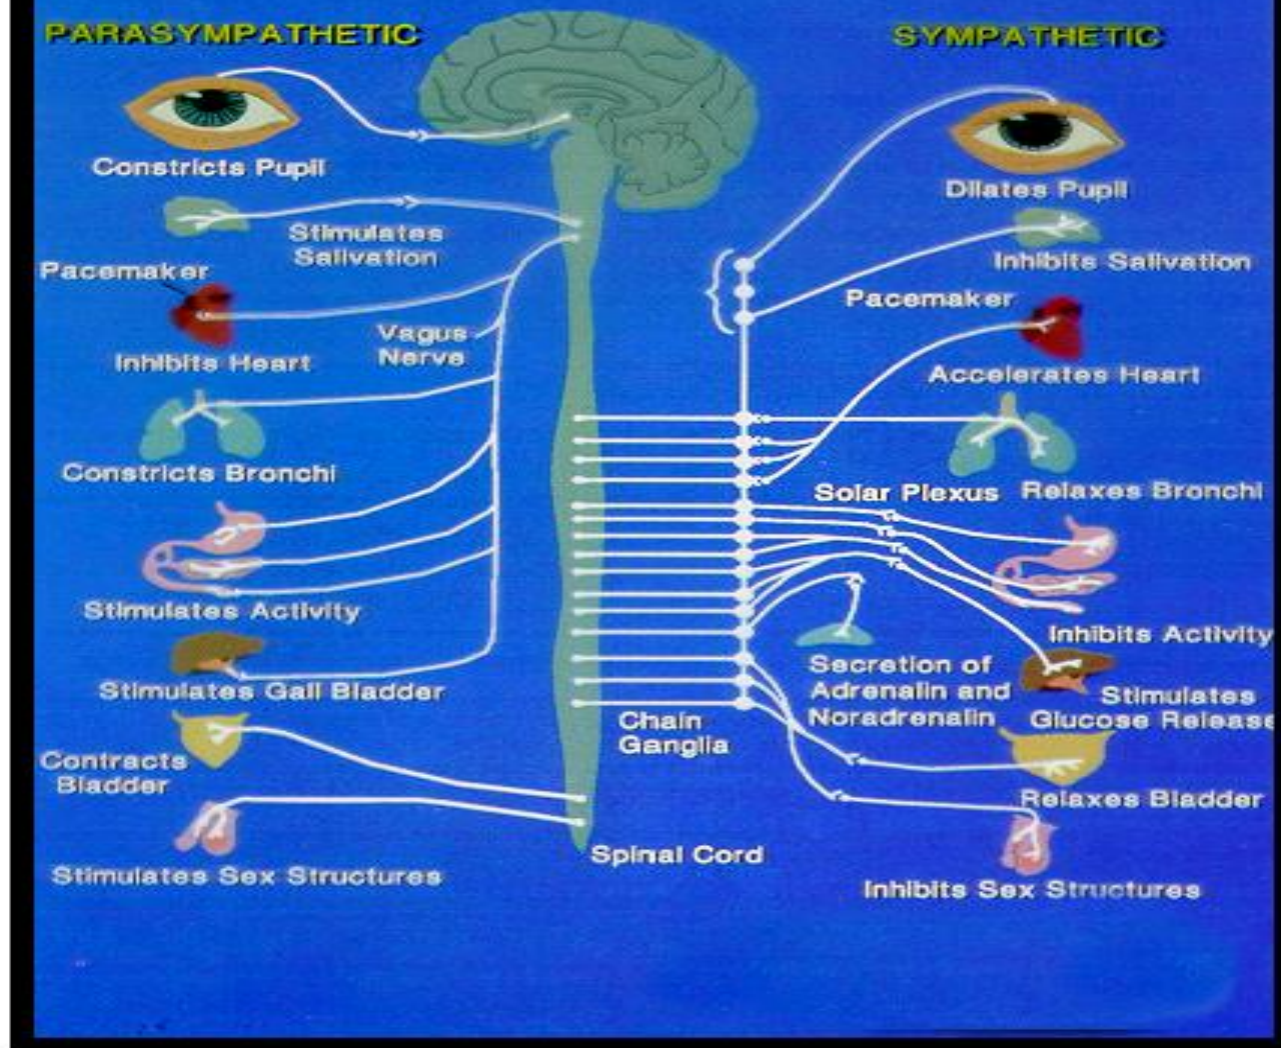 PARASYMPATHETIC
SYMPATHETIC
Constricts Pupil
Stimulates
Salivation
Pacemaker
Vagus
Nerve
Inhibits Heart
Constricts Bronchi
Stimulates Activity
Stimulates Gall Bladder
Contracts
Bladder
Stimulates Sex Structures
Chain
Ganglia
Spinal Cord
Dilates Pupil
Inhibits Salivation
Pacemaker
Accelerates Heart
Solar Plexus
Relaxes Bronchi
Inhibits Activity
Secretion of
Adrenalin and
Noradrenalin
Stimulates
Glucose Release
Relaxes Bladder
Inhibits Sex Structures